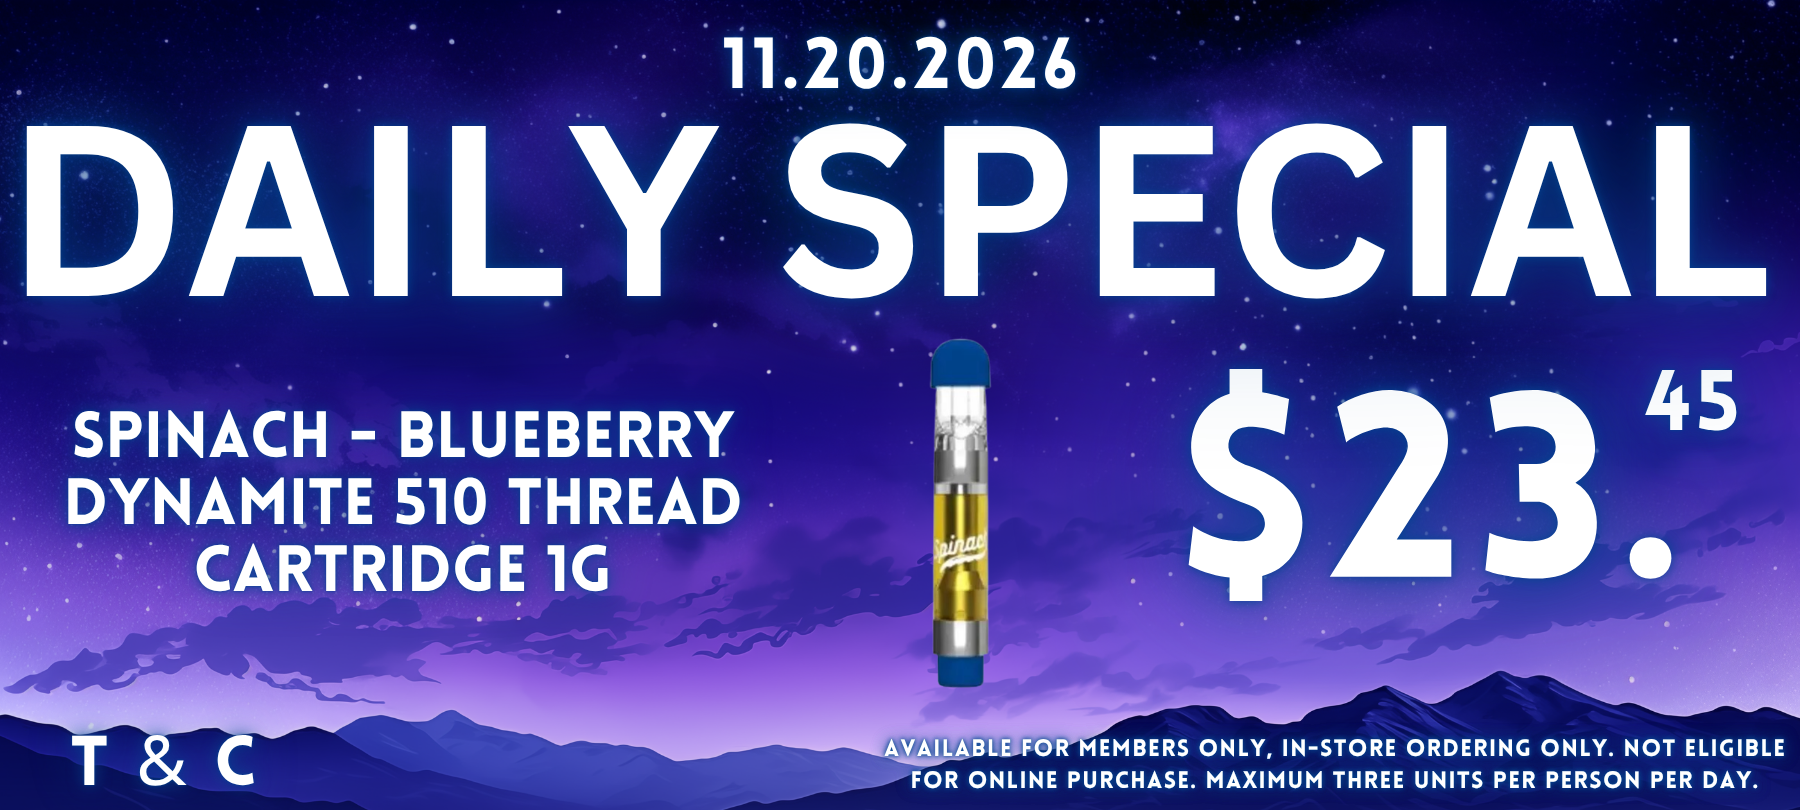 11.20.2026
DAILY SPECIAL
SPINACH - BLUEBERRY
DYNAMITE 510 THREAD
CARTRIDGE 1G
Spinach
$23.45
T & C
AVAILABLE FOR MEMBERS ONLY, IN-STORE ORDERING ONLY. NOT ELIGIBLE
FOR ONLINE PURCHASE. MAXIMUM THREE UNITS PER PERSON PER DAY.